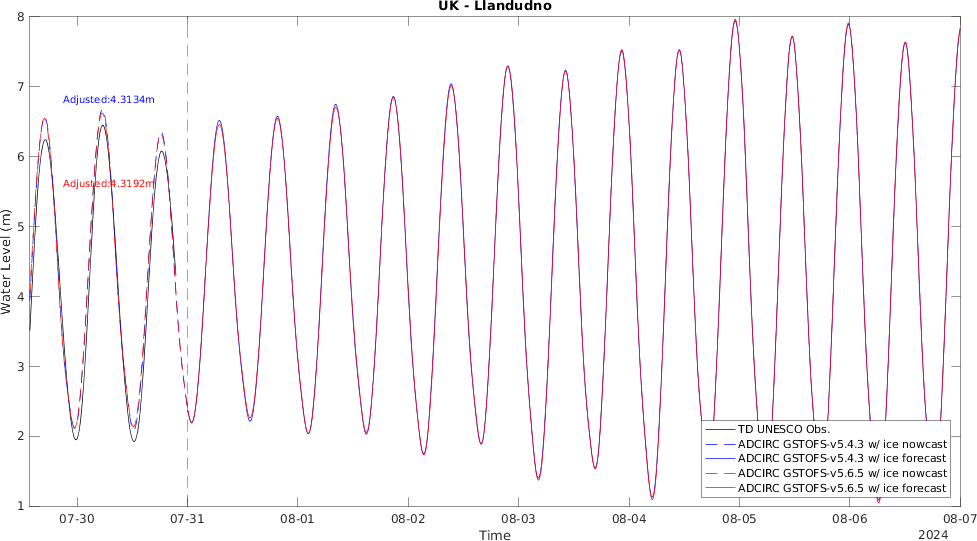 UK - Llandudno
8
7
6
5
4
3
2
1
Water Level (m)
Adjusted:4.3134m
Adjusted:4.3192m
TD UNESCO Obs.
ADCIRC GSTOFS-v5.4.3 w/ ice nowcast
ADCIRC GSTOFS-v5.4.3 w/ ice forecast
ADCIRC GSTOFS-v5.6.5 w/ ice nowcast
ADCIRC GSTOFS-v5.6.5 w/ ice forecast
07-30 07-31 08-01 08-02 08-03 08-04 08-05 08-06 08-07
Time
2024